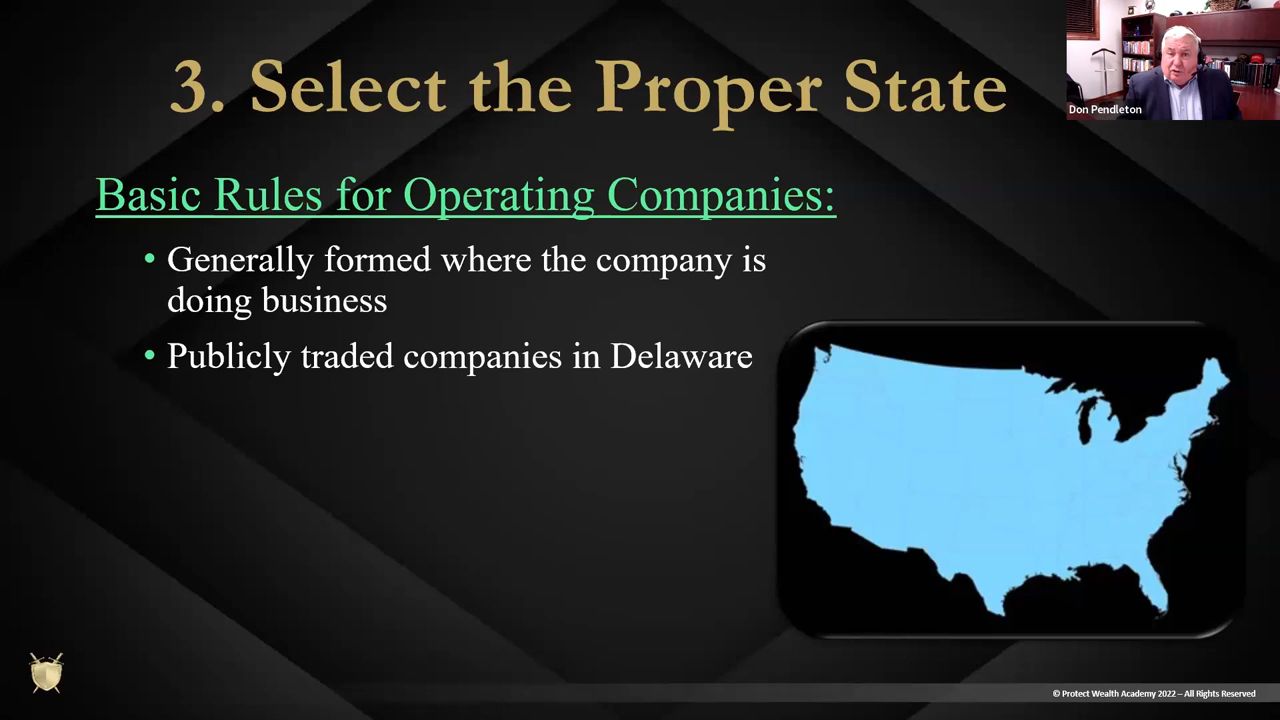 3. Select the Proper State
Don Pendleton
Basic Rules for Operating Companies:
• Generally formed where the company is
doing business
• Publicly traded companies in Delaware
© Protect Wealth Academy 2022 – All Rights Reserved